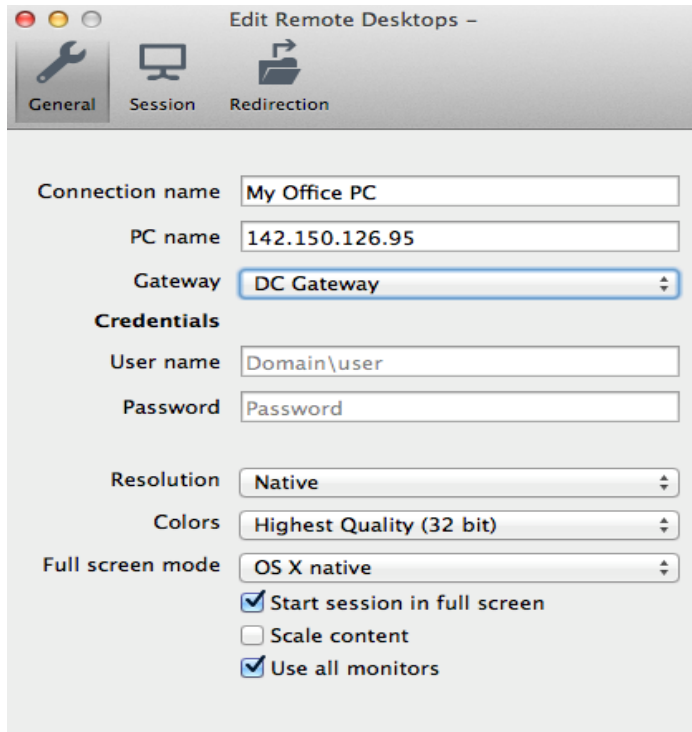 Edit Remote Desktops –
General Session Redirection
Connection name My Office PC
PC name 142.150.126.95
Gateway DC Gateway
Credentials
User name Domain\user
Password Password
Resolution Native
Colors Highest Quality (32 bit)
Full screen mode OS X native
Start session in full screen
Scale content
Use all monitors